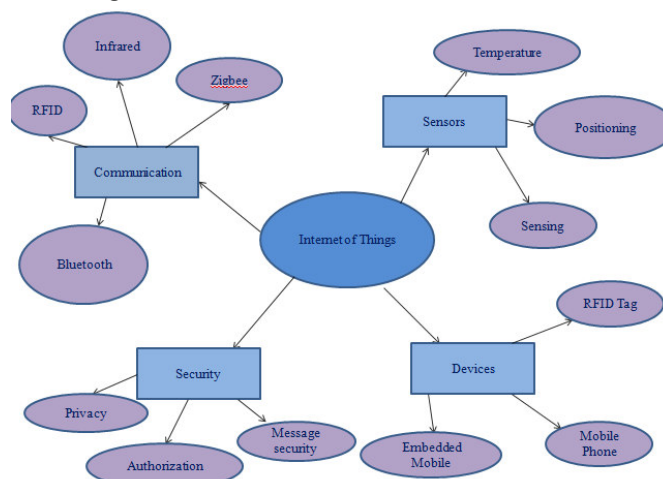 Infrared
Temperature
Zigbee
RFID
Sensors
Positioning
Communication
Sensing
Internet of Things
Bluetooth
RFID Tag
Security
Devices
Privacy
Message
security
Mobile
Phone
Embedded
Mobile
Authorization